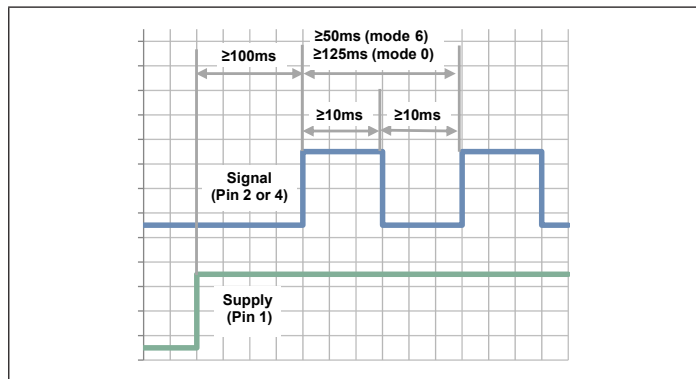 ≥50ms (mode 6)
≥125ms (mode 0)
≥100ms
≥10ms
≥10ms
Signal
(Pin 2 or 4)
Supply
(Pin 1)